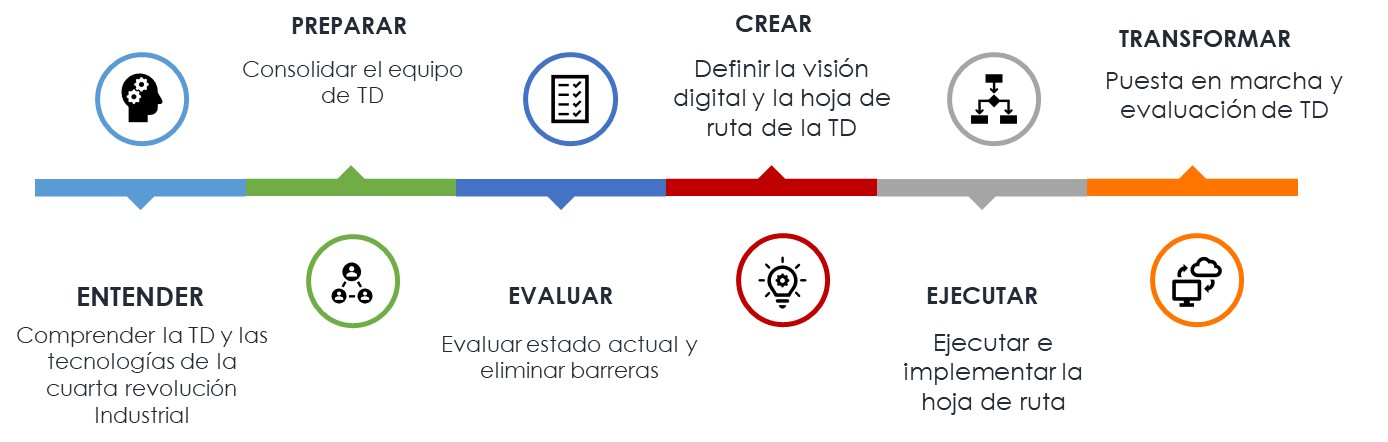 ENTENDER
Comprender la TD y las
tecnologías de la
cuarta revolución
Industrial
PREPARAR
Consolidar el equipo
de TD
EVALUAR
Evaluar estado actual y
eliminar barreras
CREAR
Definir la visión
digital y la hoja de
ruta de la TD
EJECUTAR
Ejecutar e
implementar la
hoja de ruta
TRANSFORMAR
Puesta en marcha y
evaluación de TD